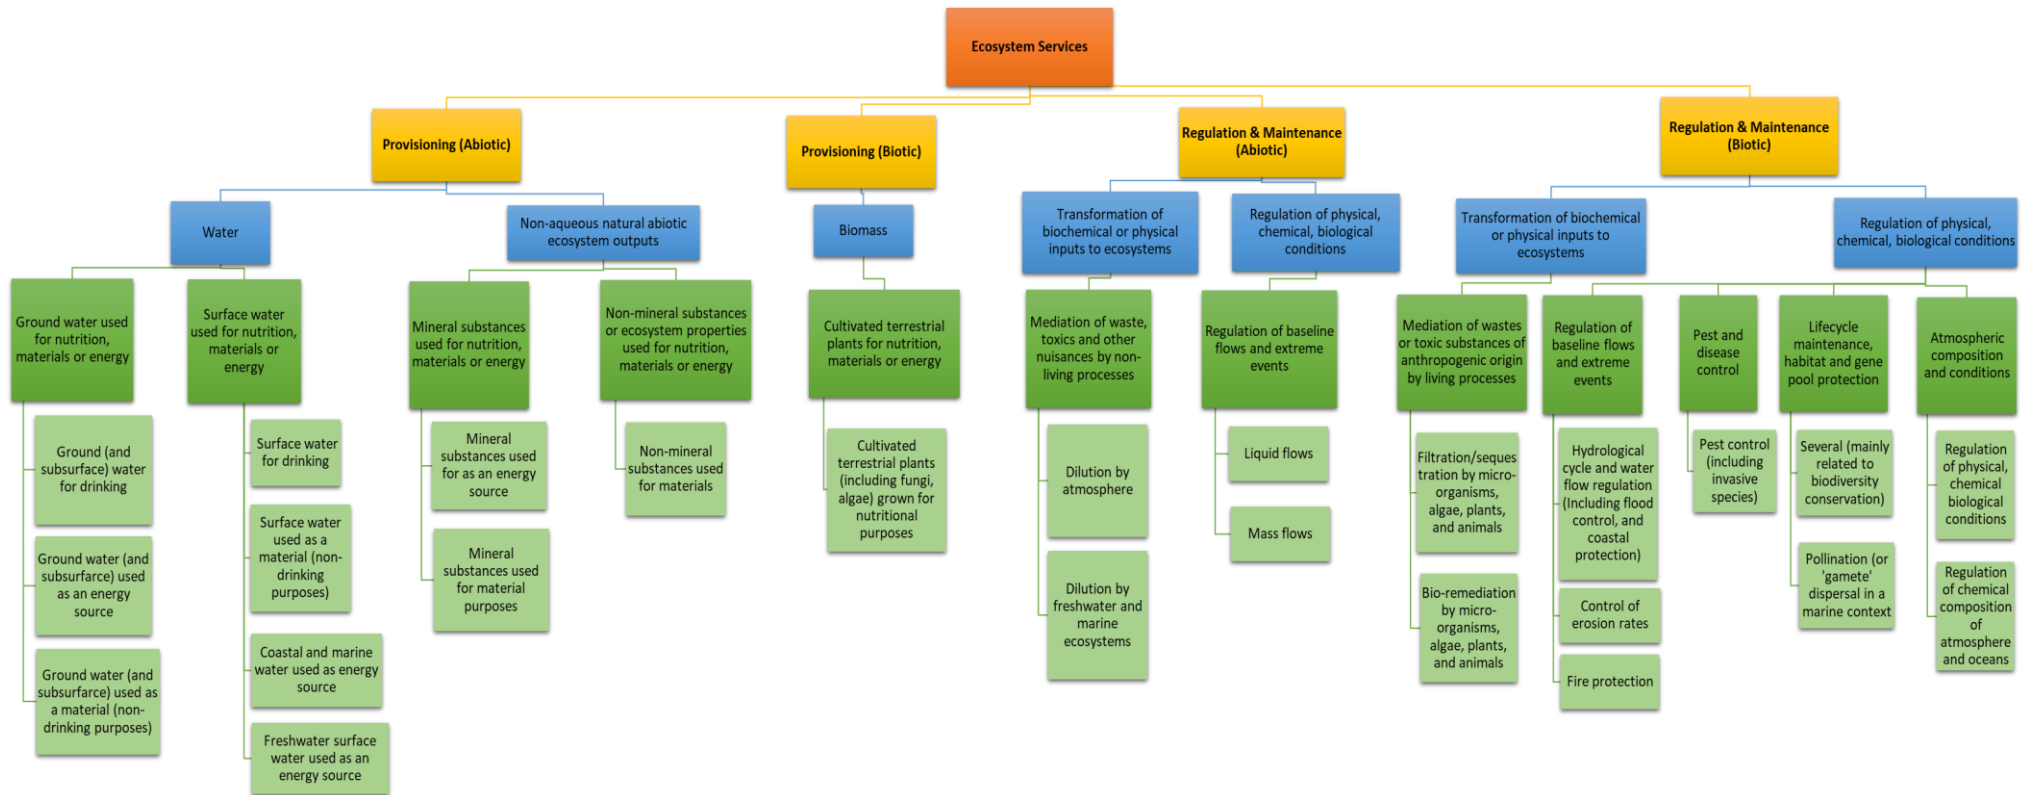 Ecosystem Services
Provisioning (Abiotic)
Provisioning (Biotic)
Regulation & Maintenance
(Abiotic)
Regulation & Maintenance
(Biotic)
Water
Non-aqueous natural abiotic
ecosystem outputs
Biomass
Transformation of
biochemical or physical
inputs to ecosystems
Regulation of physical,
chemical, biological
conditions
Transformation of biochemical
or physical inputs to
ecosystems
Regulation of physical,
chemical, biological conditions
Ground water used
for nutrition,
materials or energy
Surface water
used for nutrition,
materials or
energy
Mineral substances
used for nutrition,
materials or energy
Non-mineral substances
or ecosystem properties
used for nutrition,
materials or energy
Cultivated terrestrial
plants for nutrition,
materials or energy
Mediation of waste,
toxics and other
nuisances by non-
living processes
Regulation of baseline
flows and extreme
events
Mediation of wastes
or toxic substances of
anthropogenic origin
by living processes
Regulation of
baseline flows
and extreme
events
Pest and
disease
control
Lifecycle
maintenance,
habitat and gene
pool protection
Atmospheric
composition
and conditions
Ground (and
subsurface) water
for drinking
Ground water (and
subsurfarce) used
as an energy
source
Ground water (and
subsurfarce) used as
a material (non-
drinking purposes)
Surface water
for drinking
Surface water
used as a
material (non-
drinking
purposes)
Coastal and marine
water used as energy
source
Freshwater surface
water used as an
energy source
Mineral
substances used
for as an energy
source
Mineral
substances used
for material
purposes
Non-mineral
substances used
for materials
Cultivated
terrestrial plants
(including fungi,
algae) grown for
nutritional
purposes
Dilution by
atmosphere
Dilution by
freshwater and
marine
ecosystems
Liquid flows
Mass flows
Filtration/seques
tration by micro-
organisms,
algae, plants,
and animals
Bio-remediation
by micro-
organisms,
algae, plants,
and animals
Hydrological
cycle and water
flow regulation
(Including flood
control, and
coastal
protection)
Control of
erosion rates
Fire protection
Pest control
(including
invasive
species)
Several (mainly
related to
biodiversity
conservation)
Pollination (or
'gamete'
dispersal in a
marine context
Regulation
of physical,
chemical
biological
conditions
Regulation
of chemical
composition
of
atmosphere
and oceans